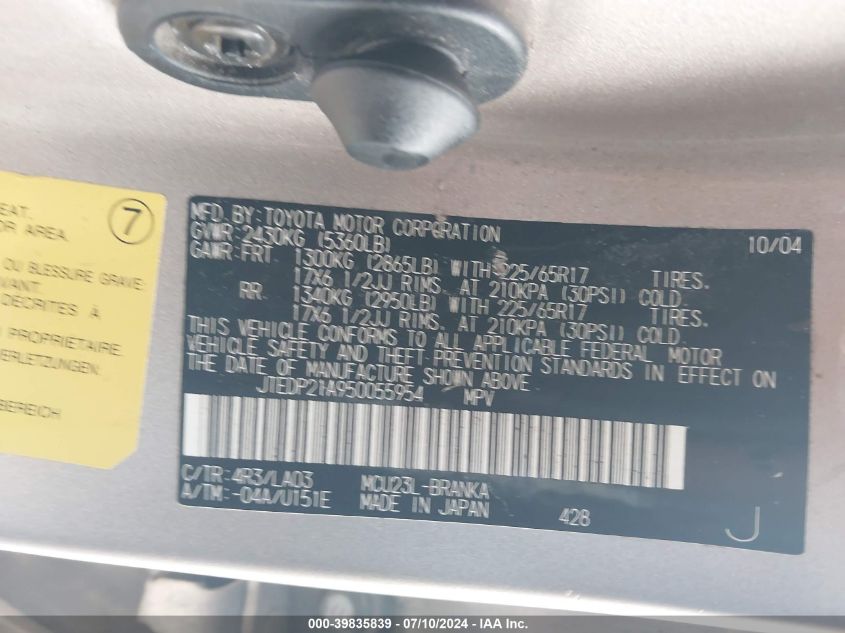 EAT.
OR AREA
7
OU BLESSURE GRAVE:
VANT.
DECRITES À
PROPRIETAIRE.
VERLETZUNGEN:
BEREICH
MFD. BY: TOYOTA MOTOR CORPORATION 10/04
GVWR: 2430KG (5360LB)
GAWR: FRT 1300KG (2865LB) WITH 225/65R17 TIRES.
17X6 1/2JJ RIMS. AT 210KPA (30PSI) COLD.
RR 1340KG (2950LB) WITH 225/65R17 TIRES.
17X6 1/2JJ RIMS. AT 210KPA (30PSI) COLD.
THIS VEHICLE CONFORMS TO ALL APPLICABLE FEDERAL MOTOR
VEHICLE SAFETY AND THEFT PREVENTION STANDARDS IN EFFECT ON
THE DATE OF MANUFACTURE SHOWN ABOVE
JTEDP21A950055954 MPV
C/TR: 4R3/LA03 MCU23L-BRANKA
A/TM: -04A/U151E MADE IN JAPAN 428 J
000-39835839 - 07/10/2024 - IAA Inc.